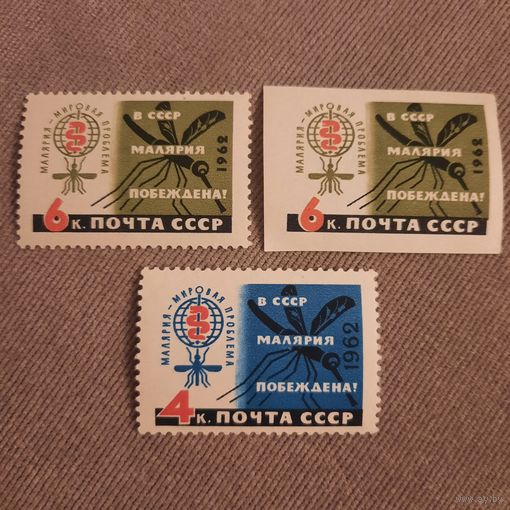 МАЛЯРИЯ – МИРОВАЯ ПРОБЛЕМА
В СССР
МАЛЯРИЯ
ПОБЕЖДЕНА!
1962
6 К. ПОЧТА СССР
МАЛЯРИЯ – МИРОВАЯ ПРОБЛЕМА
В СССР
МАЛЯРИЯ
ПОБЕЖДЕНА!
1962
6 К. ПОЧТА СССР
МАЛЯРИЯ – МИРОВАЯ ПРОБЛЕМА
В СССР
МАЛЯРИЯ
ПОБЕЖДЕНА!
1962
4 К. ПОЧТА СССР